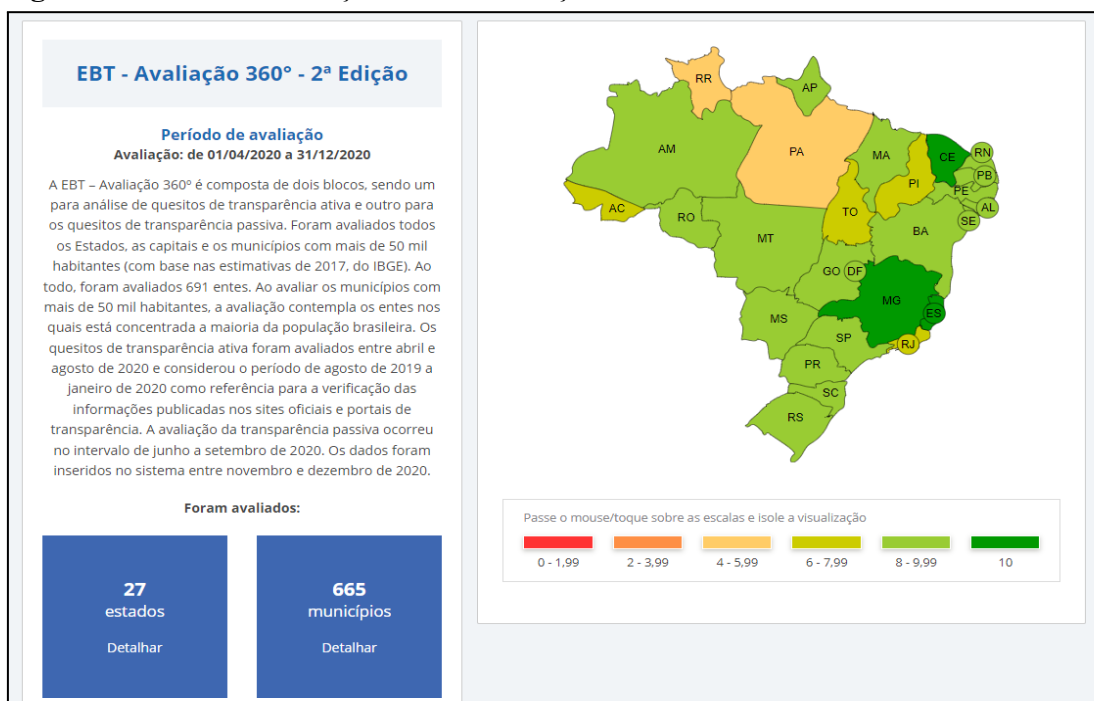 EBT - Avaliação 360° - 2ª Edição
Período de avaliação
Avaliação: de 01/04/2020 a 31/12/2020
A EBT – Avaliação 360º é composta de dois blocos, sendo um
para análise de quesitos de transparência ativa e outro para
os quesitos de transparência passiva. Foram avaliados todos
os Estados, as capitais e os municípios com mais de 50 mil
habitantes (com base nas estimativas de 2017, do IBGE). Ao
todo, foram avaliados 691 entes. Ao avaliar os municípios com
mais de 50 mil habitantes, a avaliação contempla os entes nos
quais está concentrada a maioria da população brasileira. Os
quesitos de transparência ativa foram avaliados entre abril e
agosto de 2020 e considerou o período de agosto de 2019 a
janeiro de 2020 como referência para a verificação das
informações publicadas nos sites oficiais e portais de
transparência. A avaliação da transparência passiva ocorreu
no intervalo de junho a setembro de 2020. Os dados foram
inseridos no sistema entre novembro e dezembro de 2020.
Foram avaliados:
27
estados
Detalhar
665
municípios
Detalhar
RR
AP
AM
PA
MA
CE
RN
PB
PI
PE
AC
TO
AL
RO
SE
BA
MT
GO
DF
MG
ES
MS
SP
RJ
PR
SC
RS
Passe o mouse/toque sobre as escalas e isole a visualização
0 - 1,99
2 - 3,99
4 - 5,99
6 - 7,99
8 - 9,99
10